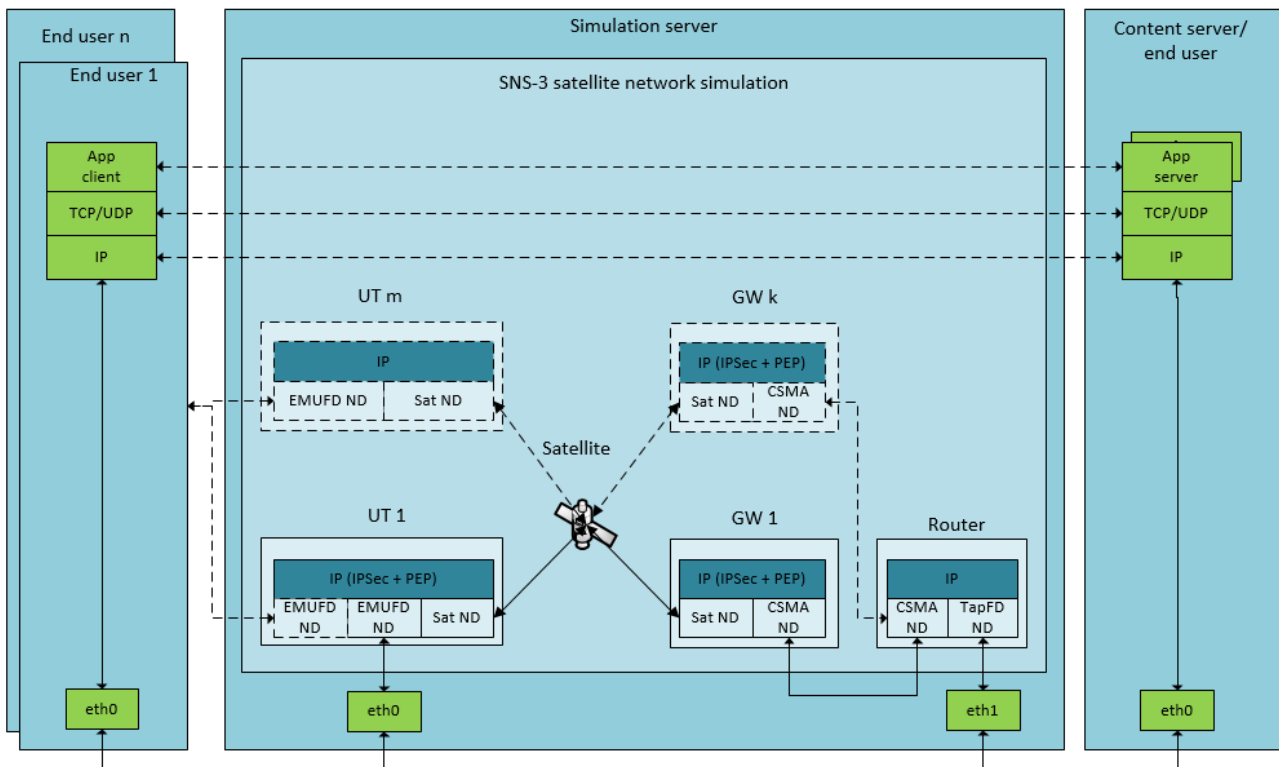 End user n
End user 1
App
client
TCP/UDP
IP
eth0
Simulation server
SNS-3 satellite network simulation
UT m
IP
EMUFD ND
Sat ND
GW k
IP (IPSec + PEP)
Sat ND
CSMA
ND
Satellite
UT 1
IP (IPSec + PEP)
EMUFD
ND
EMUFD
ND
Sat ND
GW 1
IP (IPSec + PEP)
Sat ND
CSMA
ND
Router
IP
CSMA
ND
TapFD
ND
eth0
eth1
Content server/
end user
App
server
TCP/UDP
IP
eth0